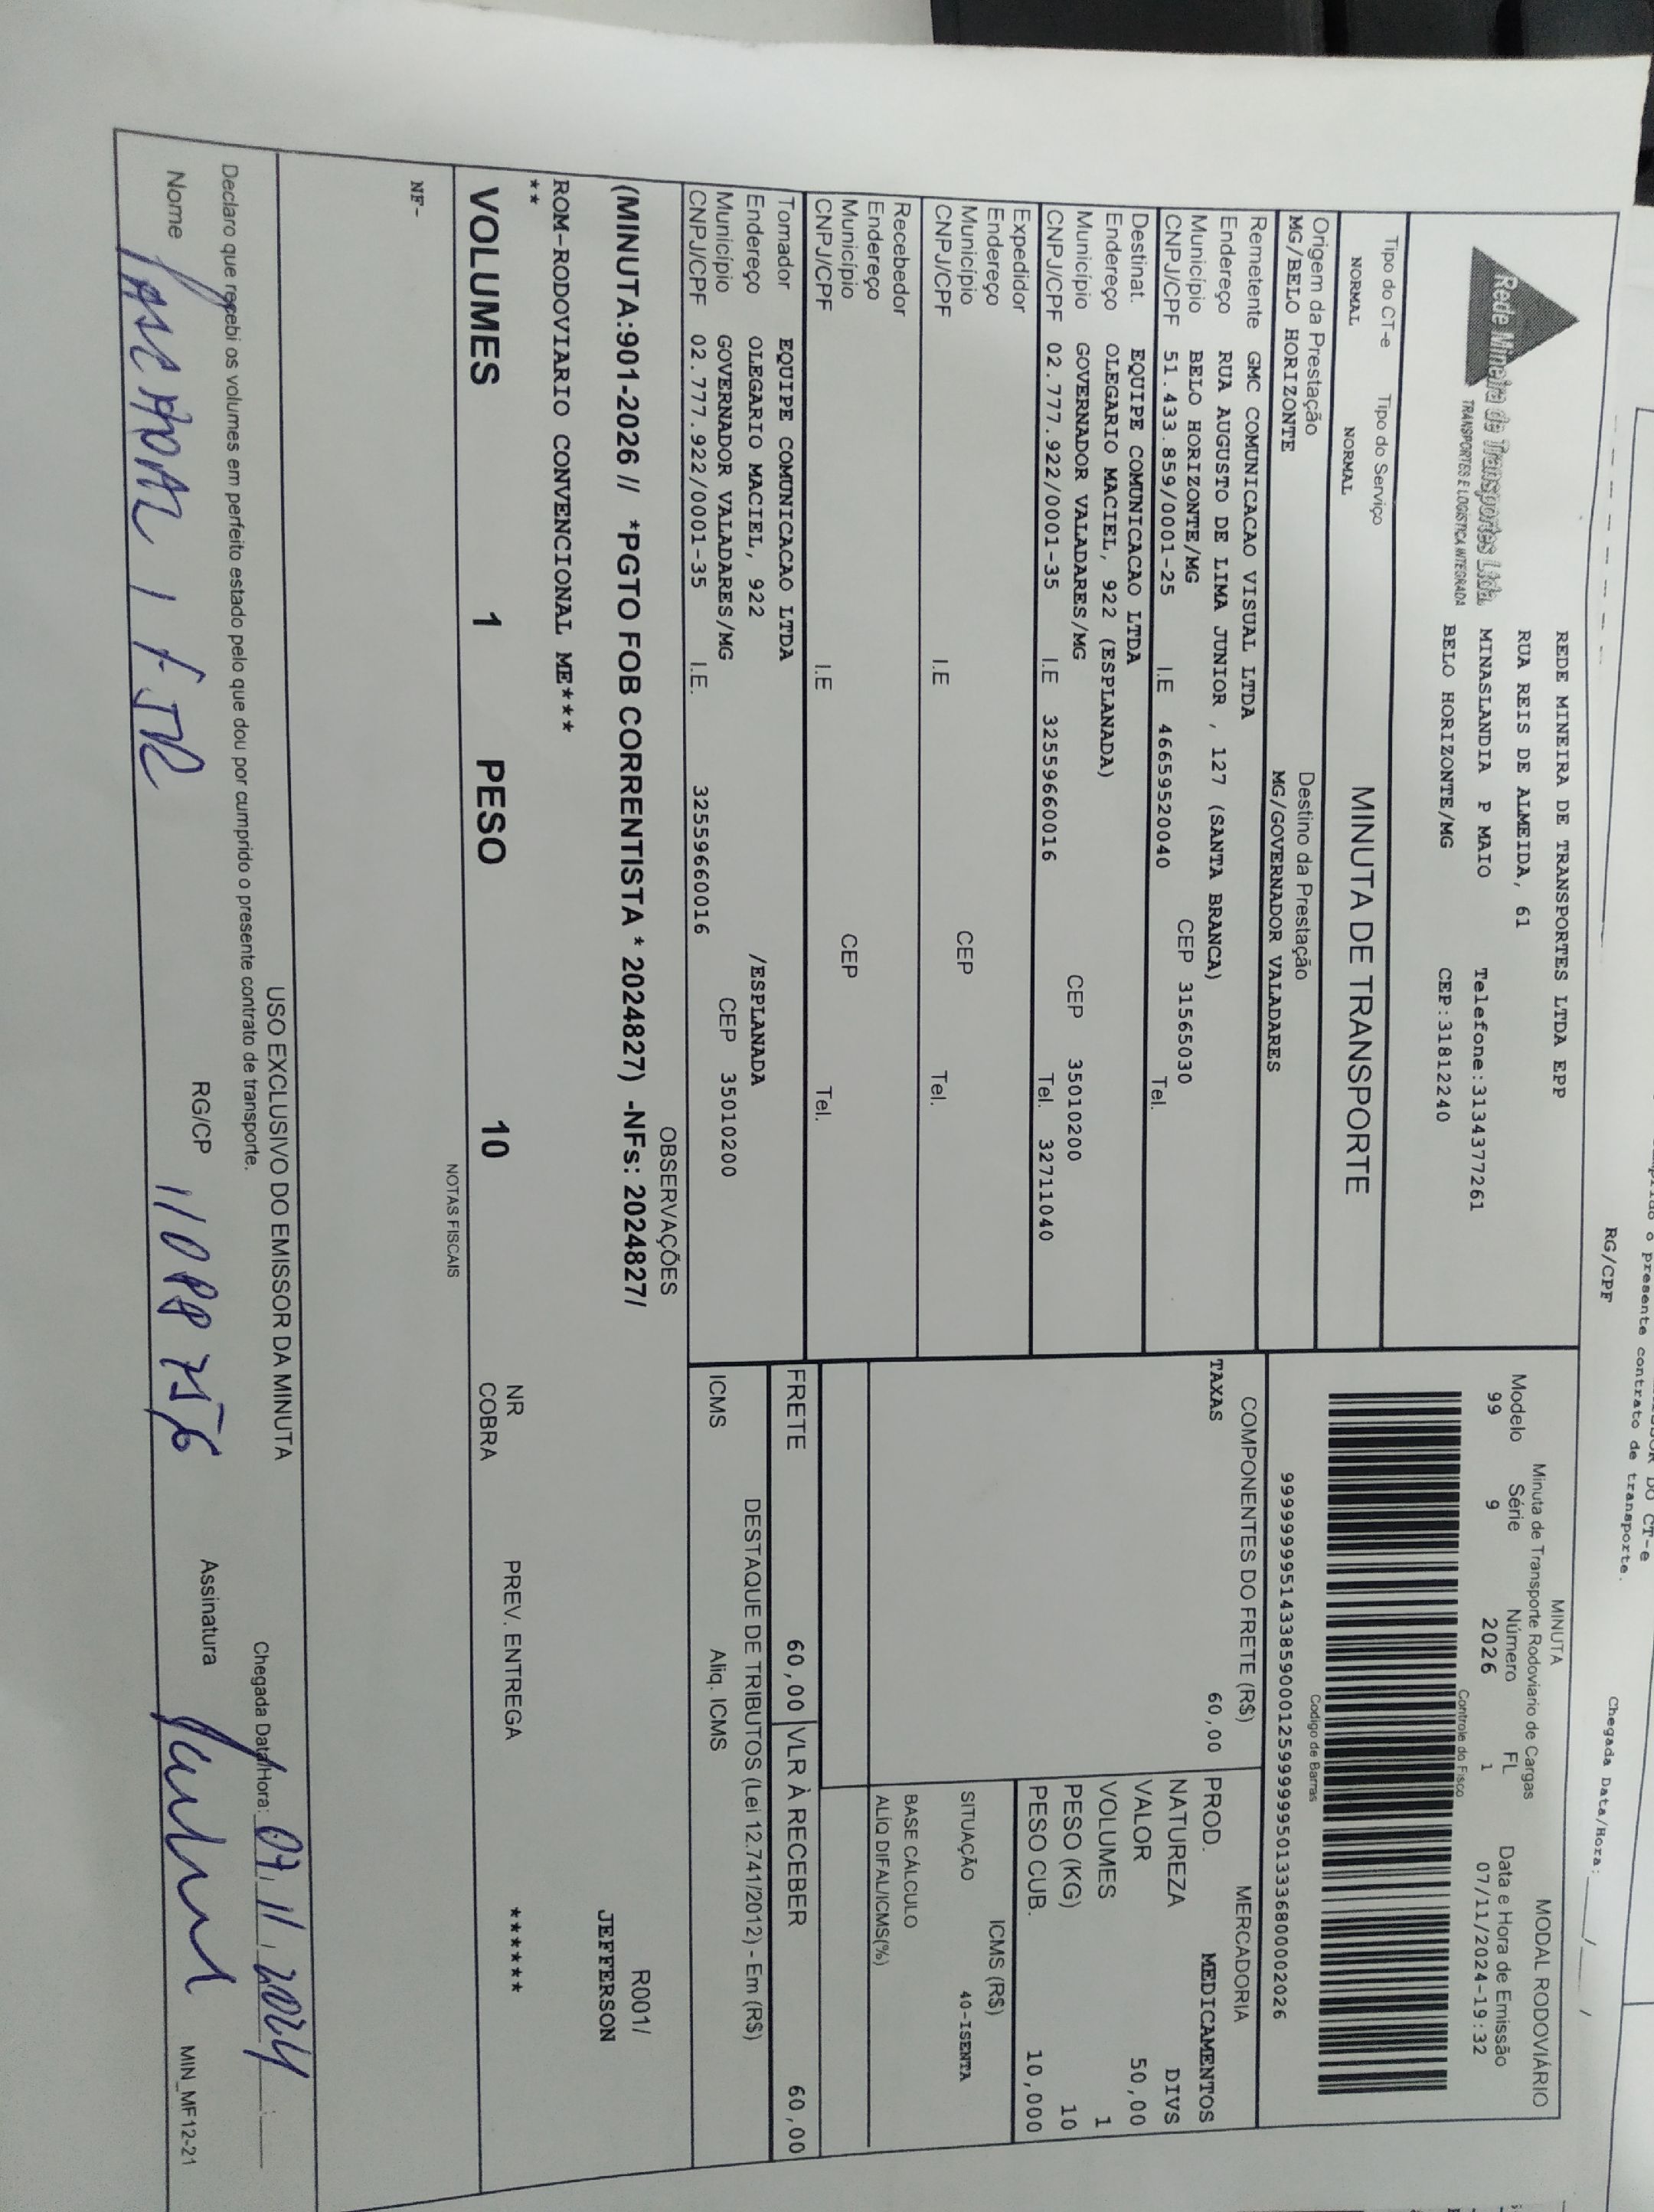 RG/CPF
Chegada Data/Hora: ____/____/
o presente contrato de transporte.
Rede Mineira de Transportes Ltda.
TRANSPORTES E LOGÍSTICA INTEGRADA
REDE MINEIRA DE TRANSPORTES LTDA EPP
RUA REIS DE ALMEIDA, 61
MINASLANDIA P MAIO Telefone:3134377261
BELO HORIZONTE/MG CEP:31812240
MINUTA
MODAL RODOVIÁRIO
Minuta de Transporte Rodoviario de Cargas
Modelo Série Número FL Data e Hora de Emissão
99 9 2026 1 07/11/2024-19:32
Controle do Fisco
Tipo do CT-e Tipo do Serviço
NORMAL NORMAL
MINUTA DE TRANSPORTE
Codigo de Barras
Origem da Prestação Destino da Prestação
MG/BELO HORIZONTE MG/GOVERNADOR VALADARES
Remetente GMC COMUNICACAO VISUAL LTDA
Endereço RUA AUGUSTO DE LIMA JUNIOR , 127 (SANTA BRANCA)
Município BELO HORIZONTE/MG CEP 31565030
CNPJ/CPF 51.433.859/0001-25 I.E 4665952004​0 Tel.
Destinat. EQUIPE COMUNICACAO LTDA
Endereço OLEGARIO MACIEL, 922 (ESPLANADA)
Município GOVERNADOR VALADARES/MG CEP 35010200
CNPJ/CPF 02.777.922/0001-35 I.E 3255966​0016 Tel. 32711040
Expedidor
Endereço
Município CEP
CNPJ/CPF I.E Tel.
Recebedor
Endereço
Município CEP
CNPJ/CPF I.E Tel.
Tomador EQUIPE COMUNICACAO LTDA
Endereço OLEGARIO MACIEL, 922 /ESPLANADA
Município GOVERNADOR VALADARES/MG CEP 35010200
CNPJ/CPF 02.777.922/0001-35 I.E. 32559660016
COMPONENTES DO FRETE (R$)
TAXAS 60,00
MERCADORIA
PROD. MEDICAMENTOS
NATUREZA DIVS
VALOR 50,00
VOLUMES 1
PESO (KG) 10
PESO CUB. 10,000
ICMS (R$)
SITUAÇÃO 40-ISENTA
BASE CÁLCULO
ALÍQ DIFAL/ICMS(%)
FRETE 60,00 VLR À RECEBER 60,00
DESTAQUE DE TRIBUTOS (Lei 12.741/2012) - Em (R$)
ICMS Aliq. ICMS
OBSERVAÇÕES
(MINUTA:901-2026 // *PGTO FOB CORRENTISTA * 2024827) -NFs: 2024827/
R001/
JEFFERSON
ROM-RODOVIARIO CONVENCIONAL ME***
**
VOLUMES 1 PESO 10 NR COBRA PREV. ENTREGA ******
NOTAS FISCAIS
NF-
USO EXCLUSIVO DO EMISSOR DA MINUTA
Declaro que recebi os volumes em perfeito estado pelo que dou por cumprido o presente contrato de transporte.
Chegada Data/Hora: 07/11/2024
Nome RG/CP Assinatura
MIN_MF12-21